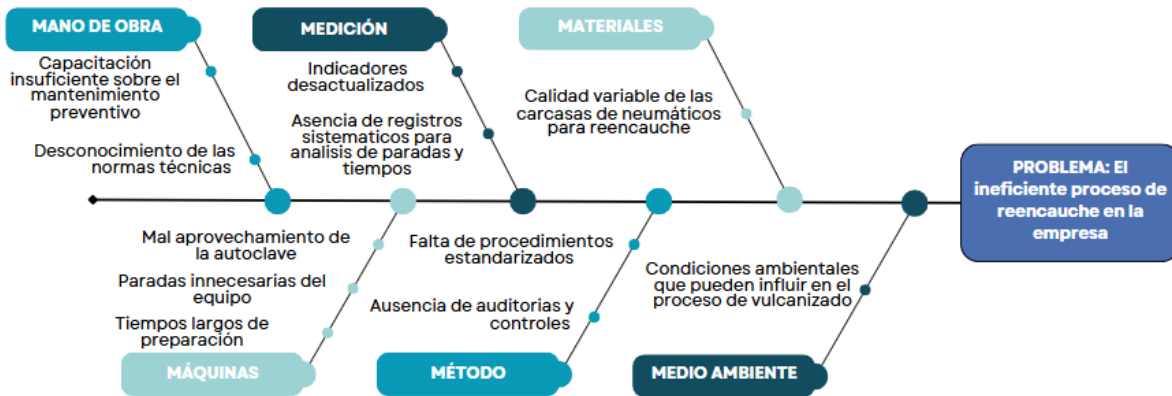 MANO DE OBRA
Capacitación
insuficiente sobre el
mantenimiento
preventivo
Desconocimiento de las
normas técnicas
MEDICIÓN
Indicadores
desactualizados
Asencia de registros
sistematicos para
analisis de paradas y
tiempos
MATERIALES
Calidad variable de las
carcasas de neumáticos
para reencauche
PROBLEMA: El
ineficiente proceso de
reencauche en la
empresa
Mal aprovechamiento de
la autoclave
Paradas innecesarias del
equipo
Tiempos largos de
preparación
MÁQUINAS
Falta de procedimientos
estandarizados
Ausencia de auditorias y
controles
MÉTODO
Condiciones ambientales
que pueden influir en el
proceso de vulcanizado
MEDIO AMBIENTE